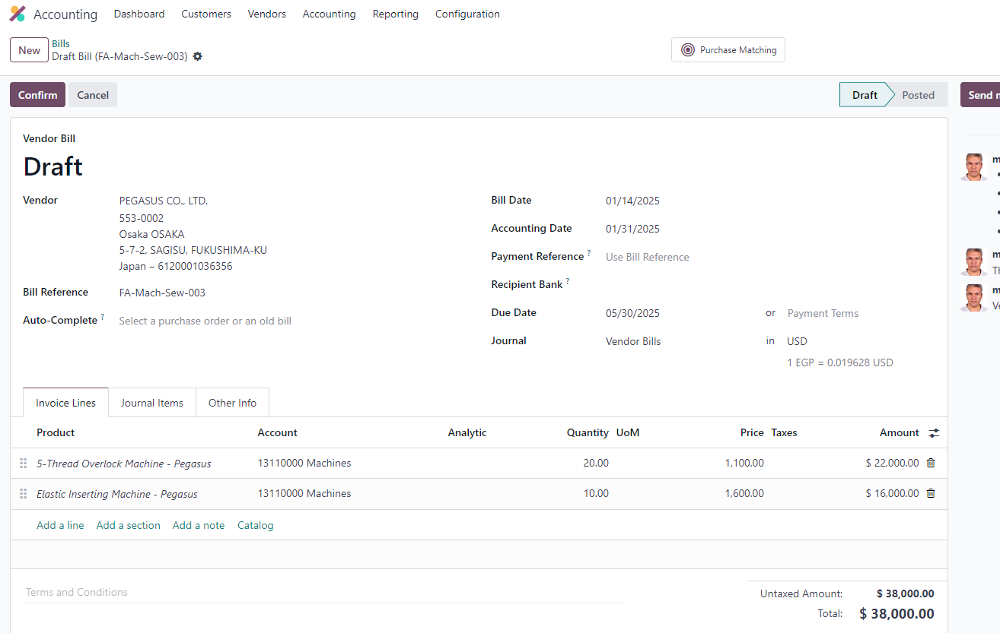 Accounting Dashboard Customers Vendors Accounting Reporting Configuration
New
Bills
Draft Bill (FA-Mach-Sew-003)
Purchase Matching
Confirm Cancel
Draft Posted
Send
Vendor Bill
Draft
Vendor
PEGASUS CO., LTD.
553-0002
Osaka OSAKA
5-7-2, SAGISU, FUKUSHIMA-KU
Japan – 6120001036356
Bill Reference FA-Mach-Sew-003
Auto-Complete ? Select a purchase order or an old bill
Bill Date 01/14/2025
Accounting Date 01/31/2025
Payment Reference ? Use Bill Reference
Recipient Bank ?
Due Date 05/30/2025 or Payment Terms
Journal Vendor Bills in USD
1 EGP = 0.019628 USD
Invoice Lines Journal Items Other Info
Product Account Analytic Quantity UoM Price Taxes Amount
5-Thread Overlock Machine - Pegasus 13110000 Machines 20.00 1,100.00 $ 22,000.00
Elastic Inserting Machine - Pegasus 13110000 Machines 10.00 1,600.00 $ 16,000.00
Add a line Add a section Add a note Catalog
Terms and Conditions
Untaxed Amount: $ 38,000.00
Total: $ 38,000.00